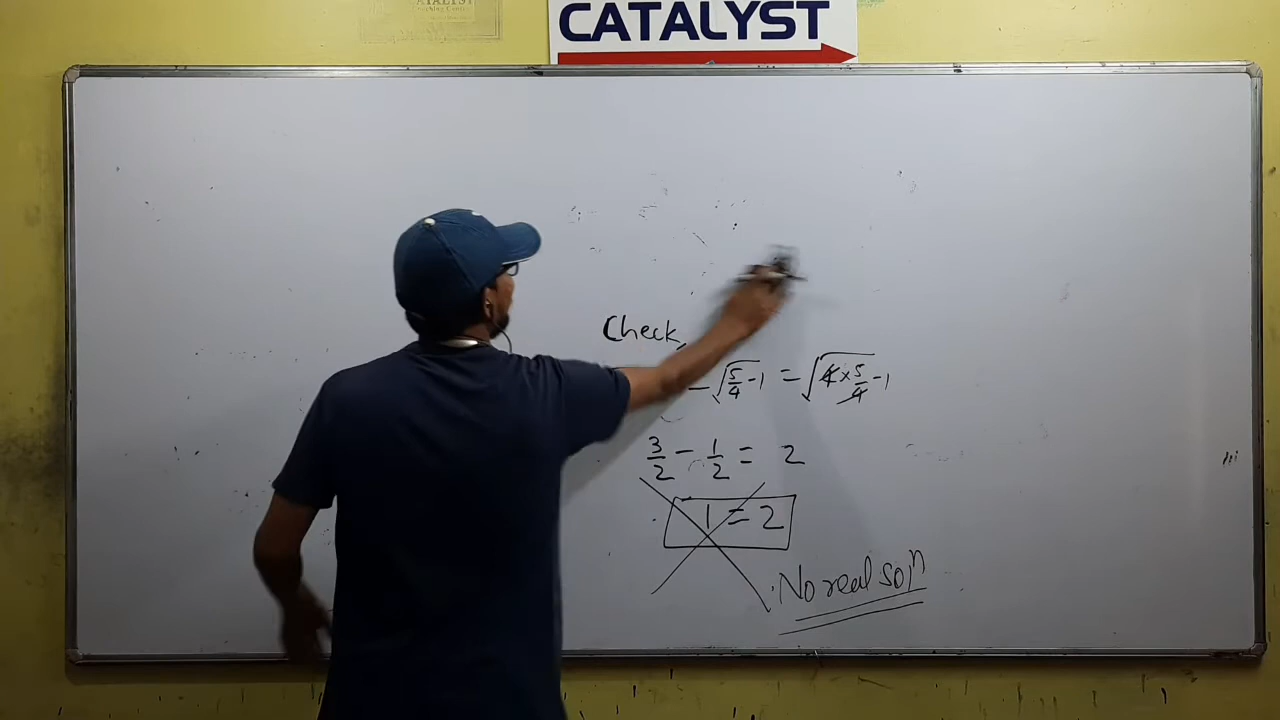 CATALYST
Check,
- √(5/4 - 1) = √(4 × 5/4 - 1)
3/2 - 1/2 = 2
1 = 2
No real solⁿ